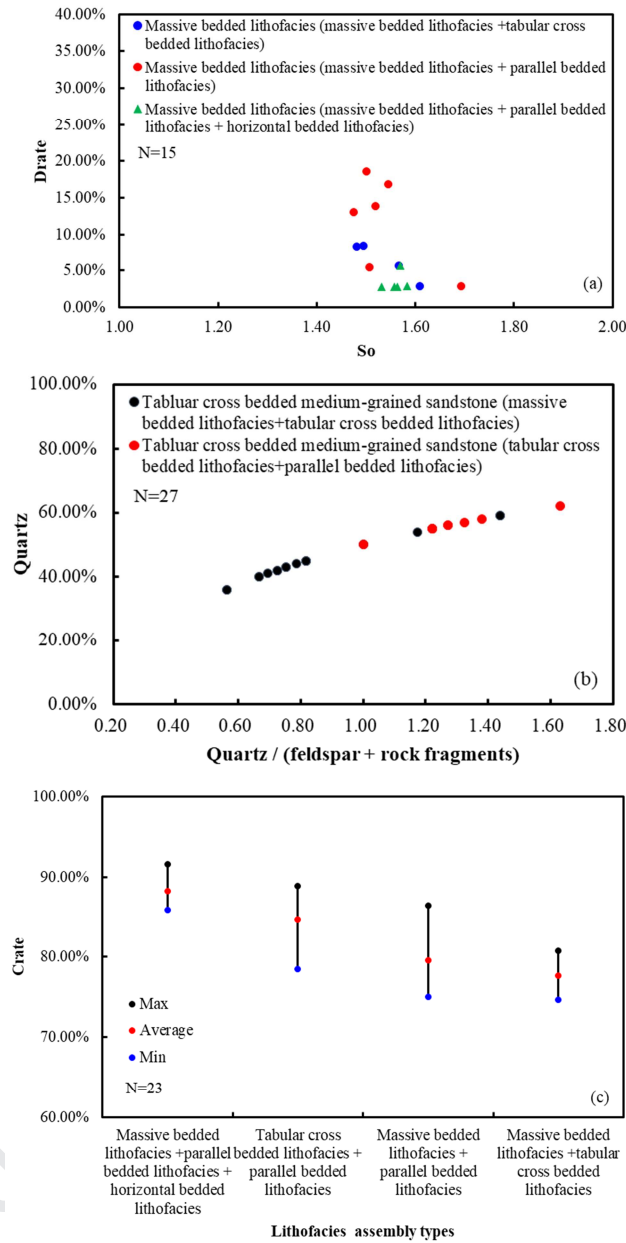 40.00%
35.00%
30.00%
25.00%
20.00%
15.00%
10.00%
5.00%
0.00%
Drate
Massive bedded lithofacies (massive bedded lithofacies +tabular cross
bedded lithofacies)
Massive bedded lithofacies (massive bedded lithofacies + parallel bedded
lithofacies)
Massive bedded lithofacies (massive bedded lithofacies + parallel bedded
lithofacies + horizontal bedded lithofacies)
N=15
(a)
1.00 1.20 1.40 1.60 1.80 2.00
So
100.00%
80.00%
60.00%
40.00%
20.00%
0.00%
Quartz
Tabluar cross bedded medium-grained sandstone (massive
bedded lithofacies+tabular cross bedded lithofacies)
Tabluar cross bedded medium-grained sandstone (tabular cross
bedded lithofacies+parallel bedded lithofacies)
N=27
(b)
0.20 0.40 0.60 0.80 1.00 1.20 1.40 1.60 1.80
Quartz / (feldspar + rock fragments)
100.00%
90.00%
80.00%
70.00%
60.00%
Crate
Max
Average
Min
N=23
(c)
Massive bedded
lithofacies +parallel
bedded lithofacies +
horizontal bedded
lithofacies
Tabular cross
bedded lithofacies +
parallel bedded
lithofacies
Massive bedded
lithofacies +
parallel bedded
lithofacies
Massive bedded
lithofacies +tabular
cross bedded
lithofacies
Lithofacies assembly types